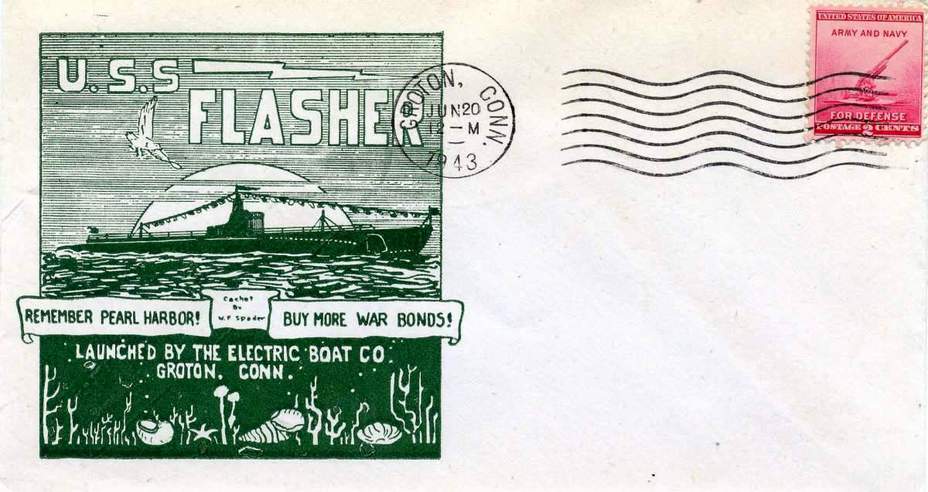 U.S.S
FLASHER
GROTON, CONN.
JUN 20
12 – M
1943
UNITED STATES OF AMERICA
ARMY AND NAVY
FOR DEFENSE
POSTAGE 2 CENTS
REMEMBER PEARL HARBOR!
Cachet
By
W.F Spader
BUY MORE WAR BONDS!
LAUNCHED BY THE ELECTRIC BOAT CO.
GROTON, CONN.